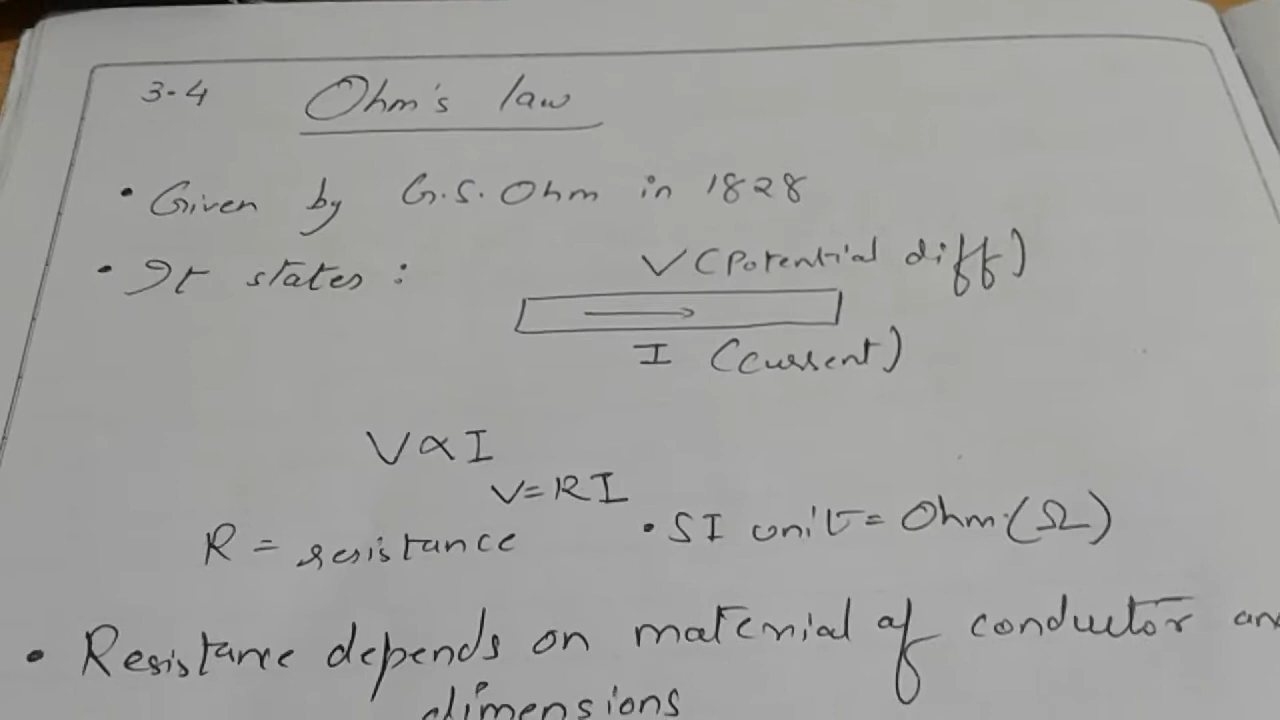 3.4 Ohm's law
• Given by G.S. Ohm in 1828
• It states :
V (Potential diff)
I (current)
V ∝ I
V = RI
R = resistance
• SI unit = Ohm (Ω)
• Resistance depends on material of conductor an
dimensions